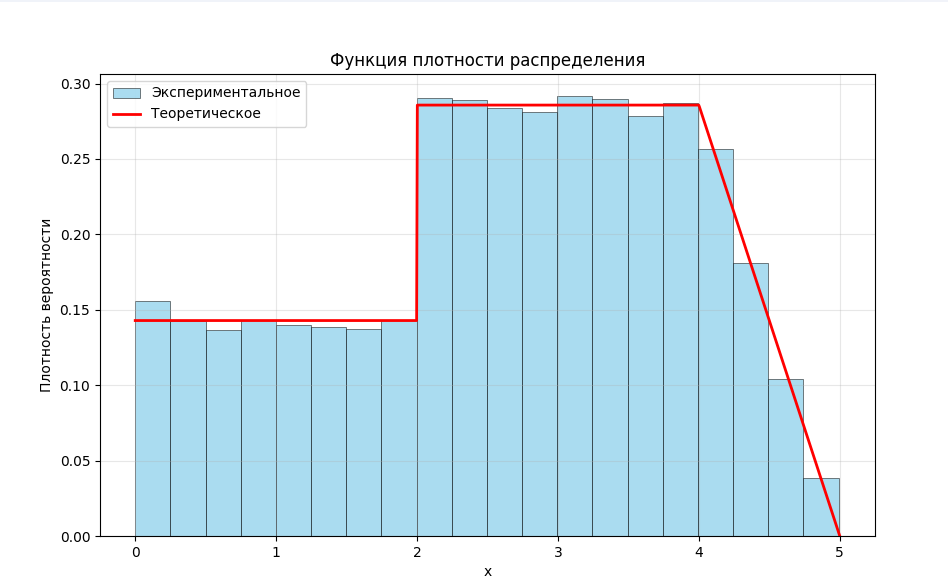 Функция плотности распределения
Экспериментальное
Теоретическое
Плотность вероятности
0.30
0.25
0.20
0.15
0.10
0.05
0.00
0 1 2 3 4 5
x